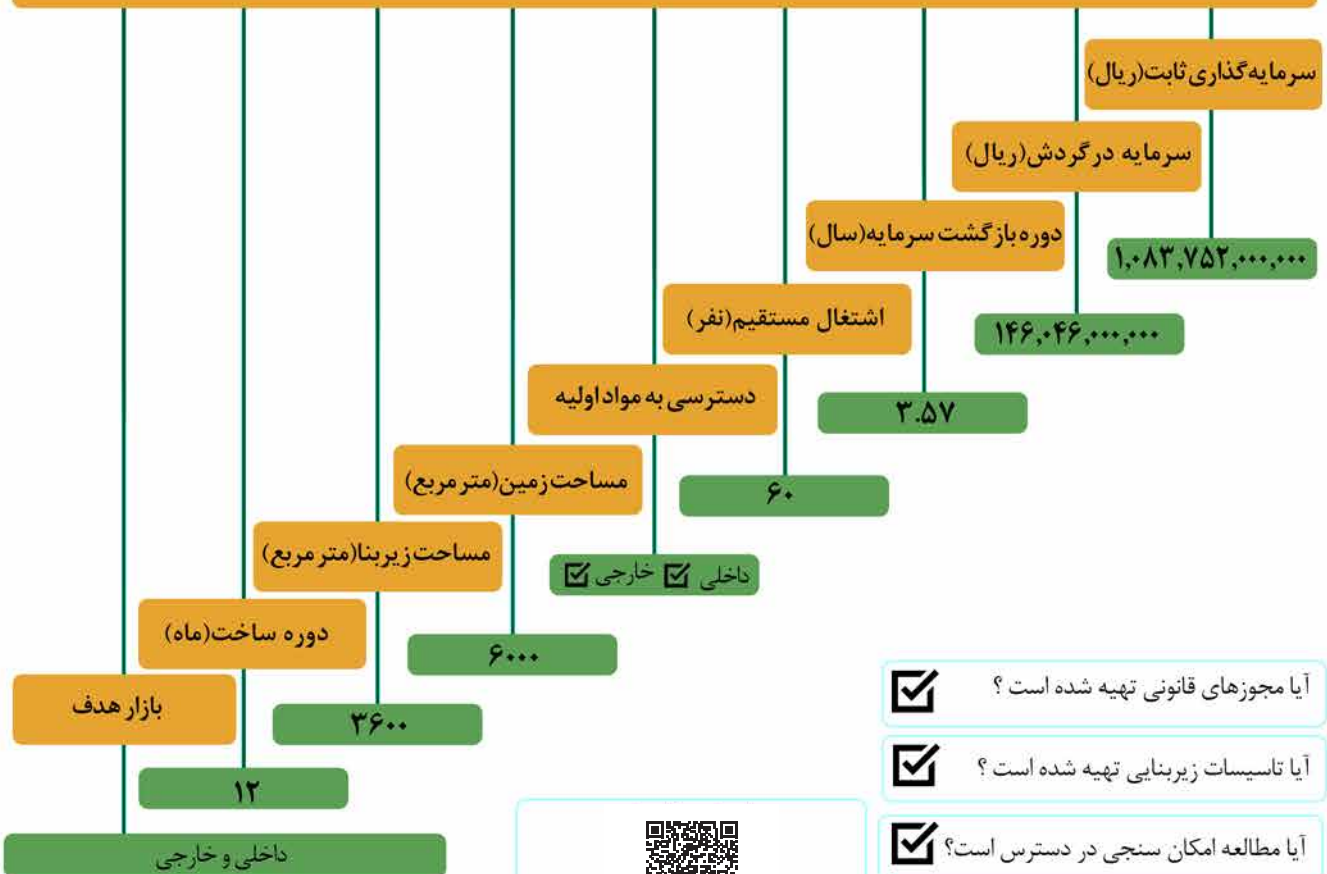 سرمایه‌گذاری ثابت(ریال)
۱,۰۸۳,۷۵۲,۰۰۰,۰۰۰
سرمایه در گردش(ریال)
۱۴۶,۰۴۶,۰۰۰,۰۰۰
دوره بازگشت سرمایه(سال)
۳.۵۷
اشتغال مستقیم(نفر)
۶۰
دسترسی به مواد اولیه
داخلی ☑ خارجی ☑
مساحت زمین(متر مربع)
۶۰۰۰
مساحت زیربنا(متر مربع)
۳۶۰۰
دوره ساخت(ماه)
۱۲
بازار هدف
داخلی و خارجی
آیا مجوزهای قانونی تهیه شده است ؟ ☑
آیا تاسیسات زیربنایی تهیه شده است ؟ ☑
آیا مطالعه امکان سنجی در دسترس است؟ ☑